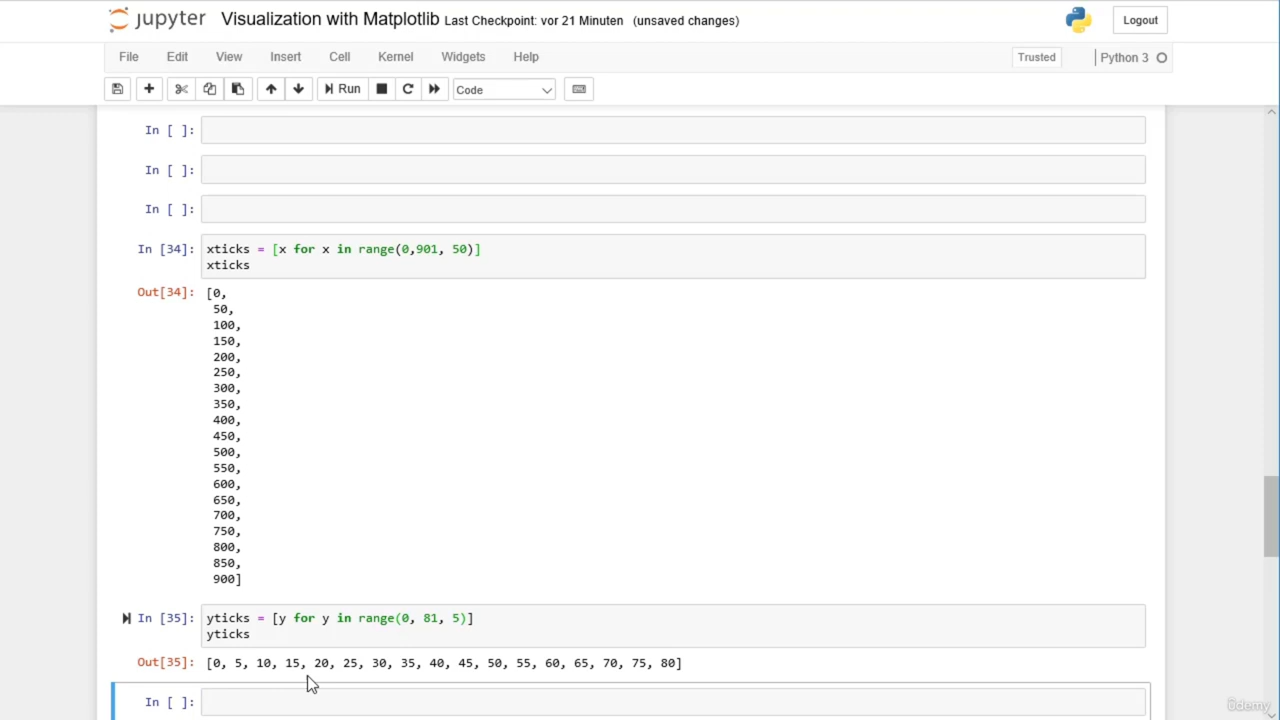 jupyter Visualization with Matplotlib Last Checkpoint: vor 21 Minuten (unsaved changes) Logout
File Edit View Insert Cell Kernel Widgets Help Trusted Python 3
Run Code
In [ ]:
In [ ]:
In [ ]:
In [34]: xticks = [x for x in range(0,901, 50)]
xticks
Out[34]: [0,
50,
100,
150,
200,
250,
300,
350,
400,
450,
500,
550,
600,
650,
700,
750,
800,
850,
900]
In [35]: yticks = [y for y in range(0, 81, 5)]
yticks
Out[35]: [0, 5, 10, 15, 20, 25, 30, 35, 40, 45, 50, 55, 60, 65, 70, 75, 80]
In [ ]:
ûdemy